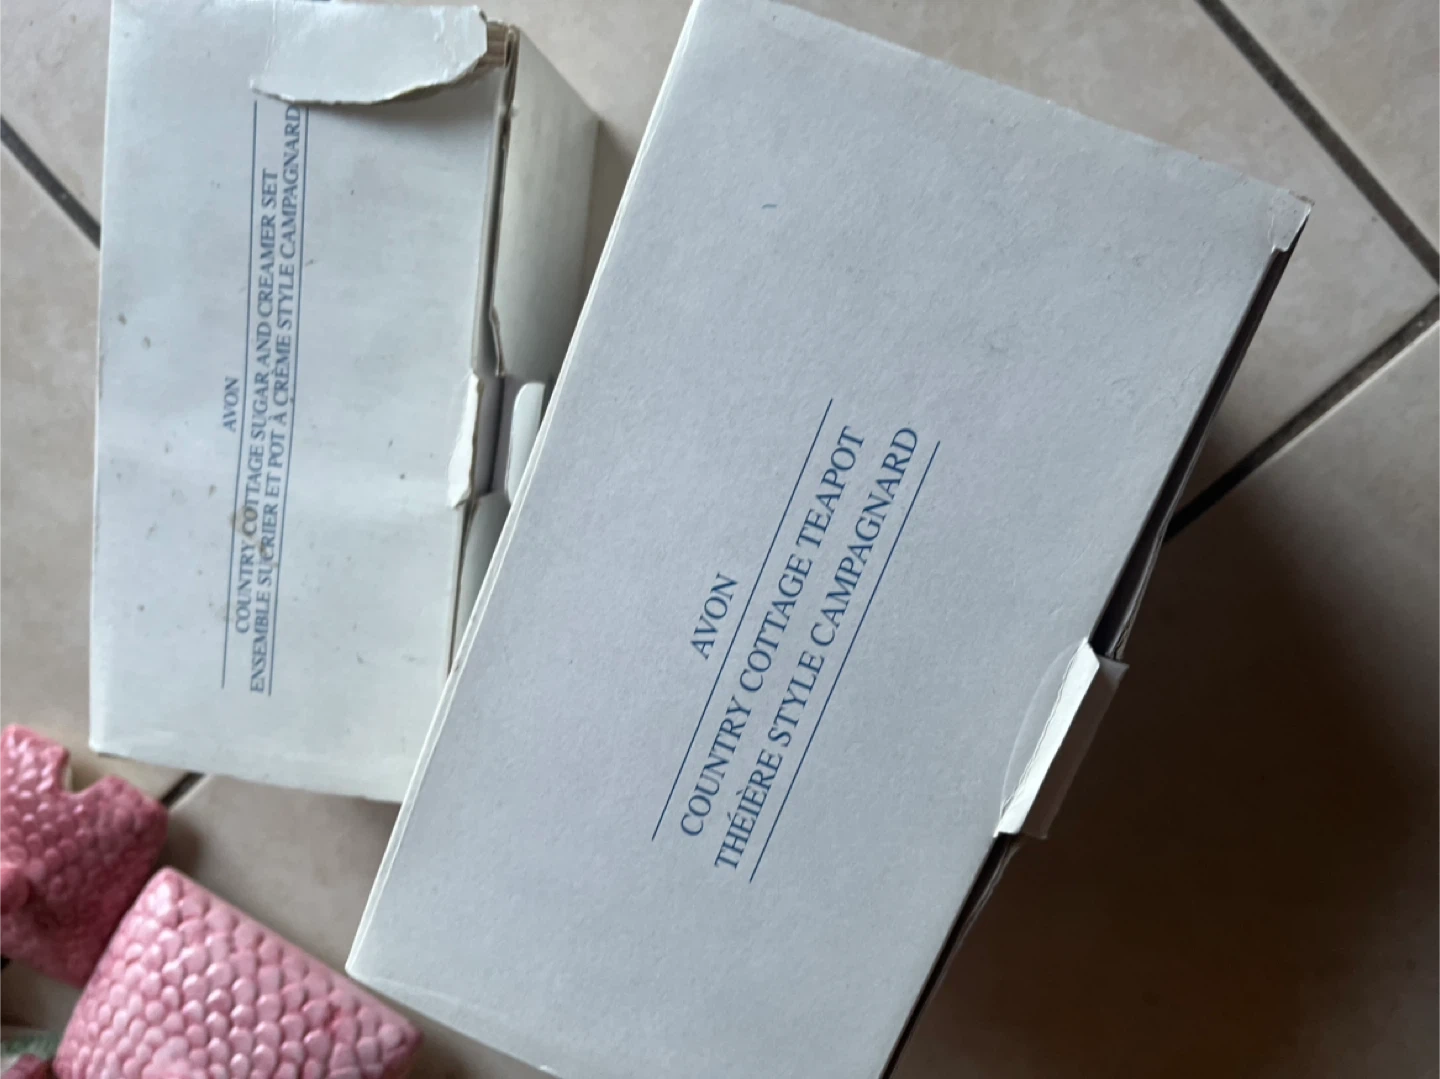 AVON
COUNTRY COTTAGE SUGAR AND CREAMER SET
ENSEMBLE SUCRIER ET POT À CRÈME STYLE CAMPAGNARD
AVON
COUNTRY COTTAGE TEAPOT
THÉIÈRE STYLE CAMPAGNARD